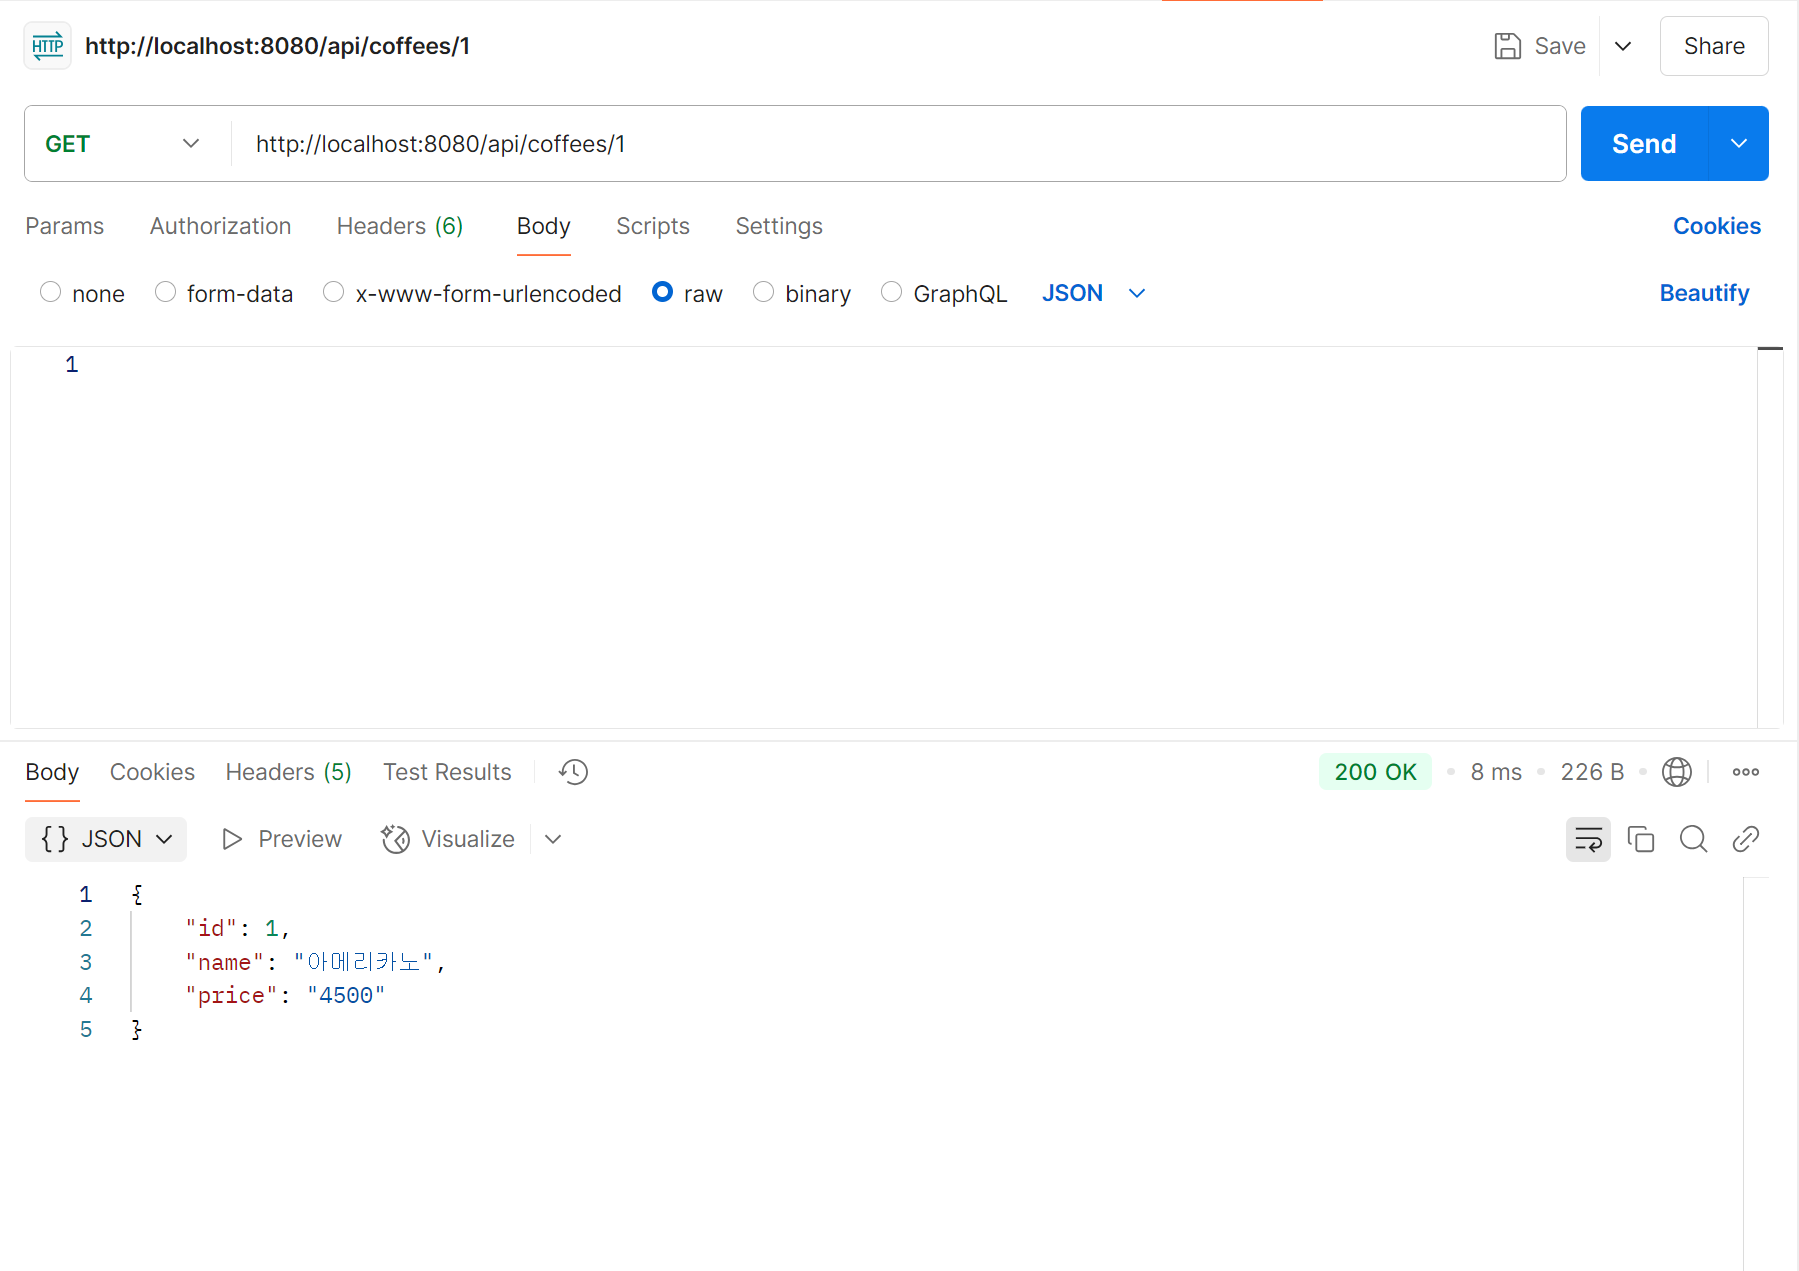 HTTP http://localhost:8080/api/coffees/1 Save Share
GET http://localhost:8080/api/coffees/1 Send
Params Authorization Headers (6) Body Scripts Settings Cookies
none form-data x-www-form-urlencoded raw binary GraphQL JSON Beautify
1
Body Cookies Headers (5) Test Results 200 OK 8 ms 226 B
{} JSON Preview Visualize
1 {
2 "id": 1,
3 "name": "아메리카노",
4 "price": "4500"
5 }